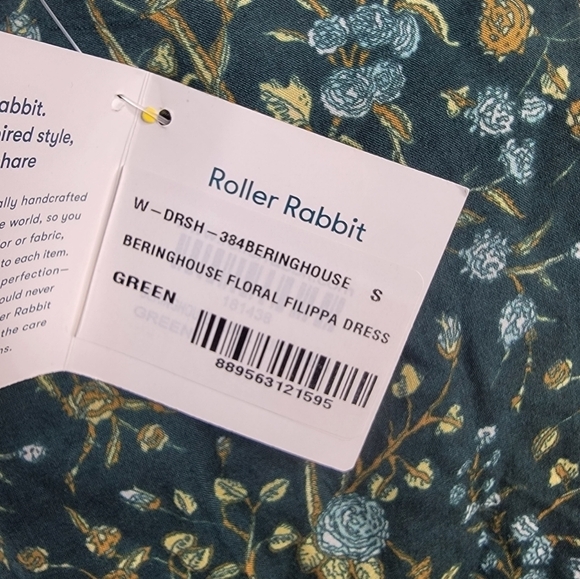 abbit.
ired style,
hare
ally handcrafted
e world, so you
or or fabric,
to each item.
perfection—
ould never
er Rabbit
the care
ns.
Roller Rabbit
W-DRSH-384BERINGHOUSE S
BERINGHOUSE FLORAL FILIPPA DRESS
GREEN
889563121595